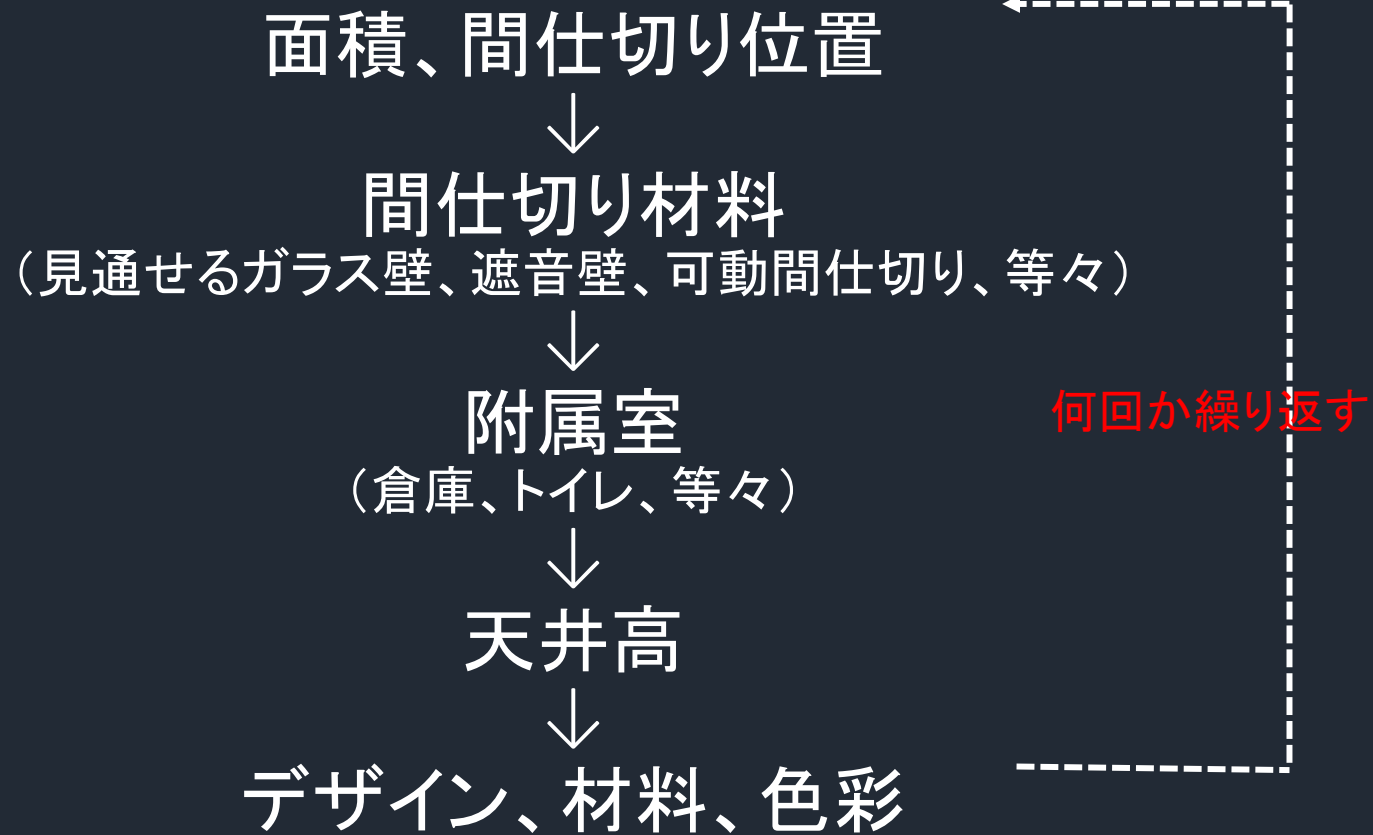 面積、間仕切り位置
↓
間仕切り材料
（見通せるガラス壁、遮音壁、可動間仕切り、等々）
↓
附属室
何回か繰り返す
（倉庫、トイレ、等々）
↓
天井高
↓
デザイン、材料、色彩